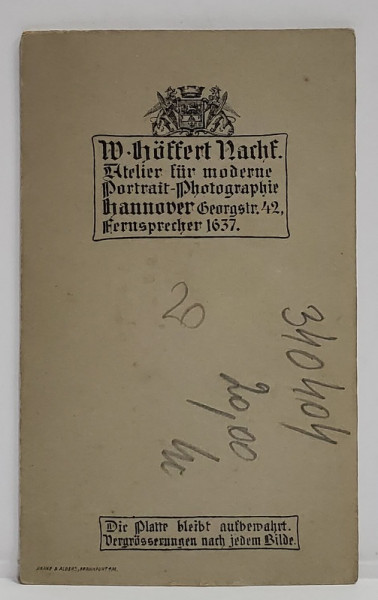 W. Höffert Nachf.
Atelier für moderne
Portrait-Photographie
Hannover Georgstr. 42,
Fernsprecher 1637.
20
340404
20,00
Die Platte bleibt aufbewahrt.
Vergrösserungen nach jedem Bilde.